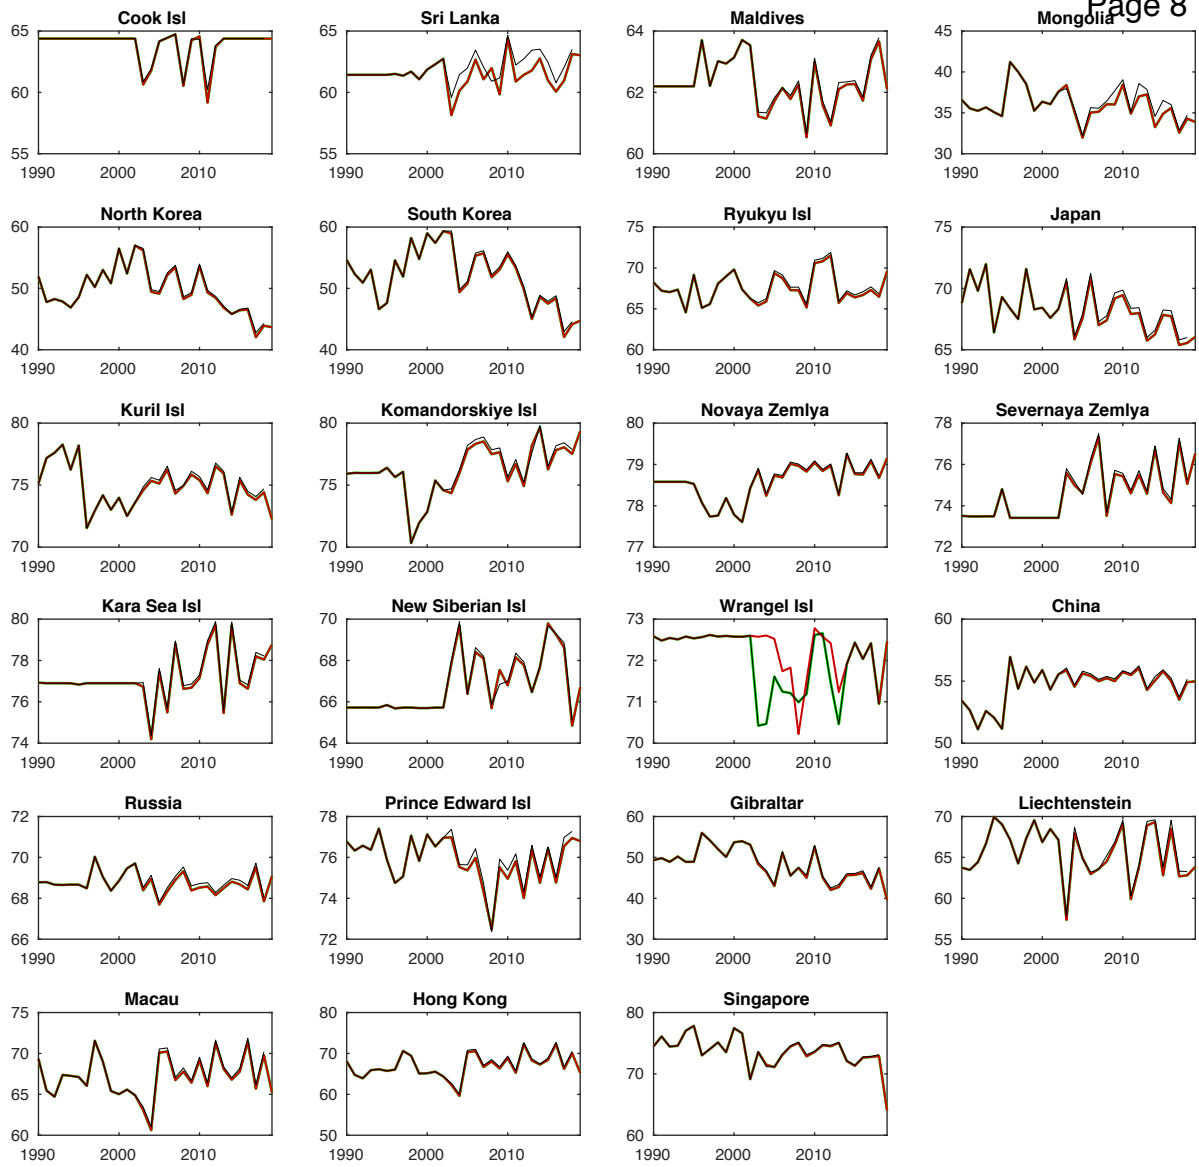 Page 8
Cook Isl
Sri Lanka
Maldives
Mongolia
65
60
55
1990 2000 2010
65
60
55
1990 2000 2010
64
62
60
1990 2000 2010
45
40
35
30
1990 2000 2010
North Korea
South Korea
Ryukyu Isl
Japan
60
50
40
1990 2000 2010
60
50
40
1990 2000 2010
75
70
65
60
1990 2000 2010
75
70
65
1990 2000 2010
Kuril Isl
Komandorskiye Isl
Novaya Zemlya
Severnaya Zemlya
80
75
70
1990 2000 2010
80
75
70
1990 2000 2010
80
79
78
77
1990 2000 2010
78
76
74
72
1990 2000 2010
Kara Sea Isl
New Siberian Isl
Wrangel Isl
China
80
78
76
74
1990 2000 2010
70
68
66
64
1990 2000 2010
73
72
71
70
1990 2000 2010
60
55
50
1990 2000 2010
Russia
Prince Edward Isl
Gibraltar
Liechtenstein
72
70
68
66
1990 2000 2010
78
76
74
72
1990 2000 2010
60
50
40
30
1990 2000 2010
70
65
60
55
1990 2000 2010
Macau
Hong Kong
Singapore
75
70
65
60
1990 2000 2010
80
70
60
50
1990 2000 2010
80
70
60
1990 2000 2010